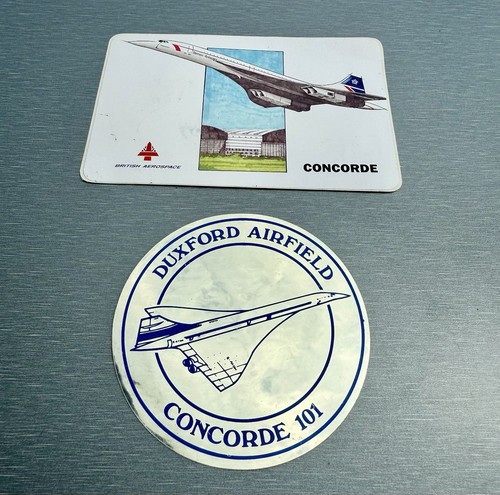 BRITISH AEROSPACE
CONCORDE
DUXFORD AIRFIELD
CONCORDE 101